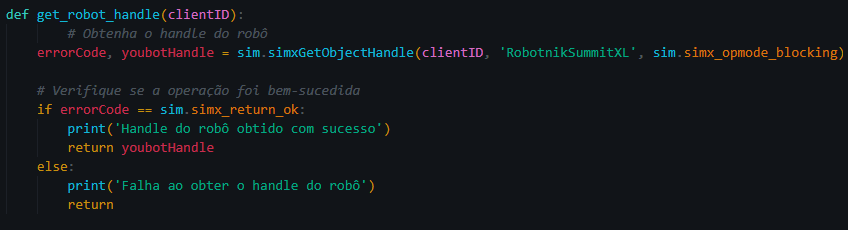 def get_robot_handle(clientID):
        # Obtenha o handle do robô
    errorCode, youbotHandle = sim.simxGetObjectHandle(clientID, 'RobotnikSummitXL', sim.simx_opmode_blocking)
    # Verifique se a operação foi bem-sucedida
    if errorCode == sim.simx_return_ok:
        print('Handle do robô obtido com sucesso')
        return youbotHandle
    else:
        print('Falha ao obter o handle do robô')
        return